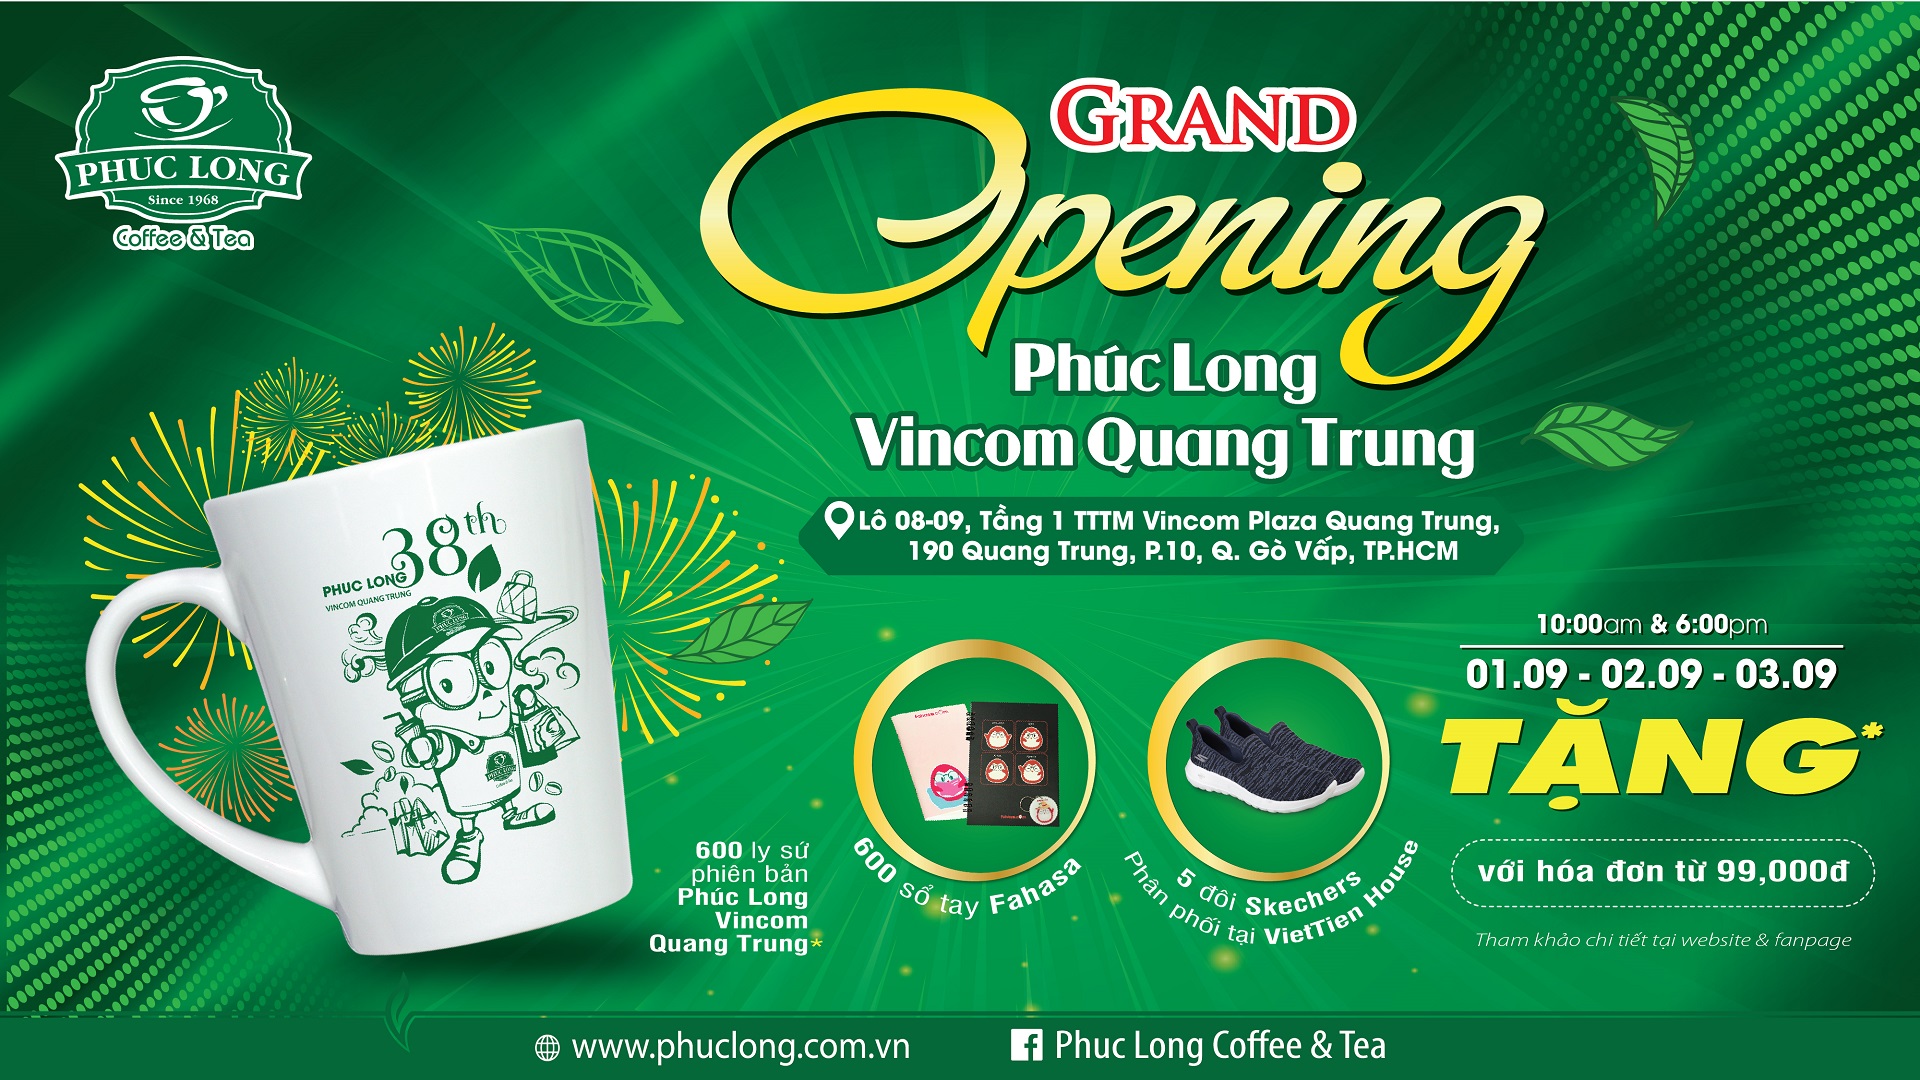 PHUC LONG
Since 1968
Coffee & Tea
GRAND
Opening
Phúc Long
Vincom Quang Trung
Lô 08-09, Tầng 1 TTTM Vincom Plaza Quang Trung,
190 Quang Trung, P.10, Q. Gò Vấp, TP.HCM
38th
PHUC LONG
VINCOM QUANG TRUNG
PHUC LONG
PHUC LONG
600 ly sứ
phiên bản
Phúc Long
Vincom
Quang Trung*
600 sổ tay Fahasa
5 đôi Skechers
Phân phối tại VietTien House
10:00am & 6:00pm
01.09 - 02.09 - 03.09
TẶNG*
với hóa đơn từ 99,000đ
Tham khảo chi tiết tại website & fanpage
www.phuclong.com.vn
Phuc Long Coffee & Tea